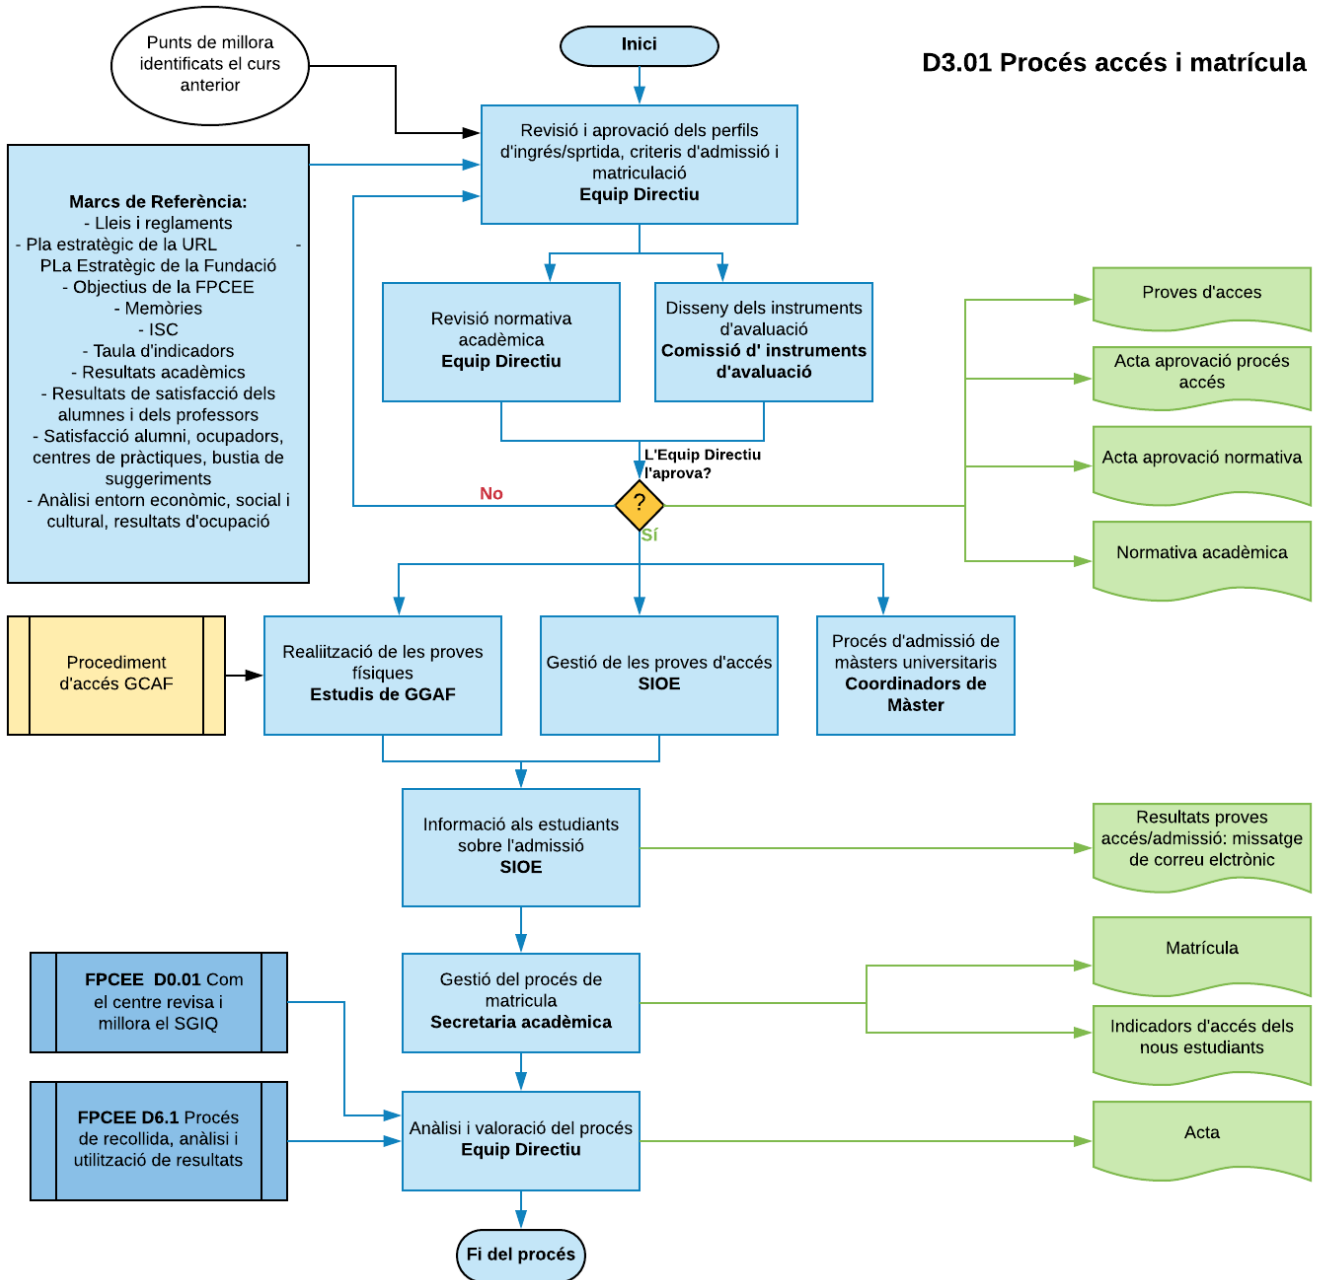 Punts de millora
identificats el curs
anterior
Inici
D3.01 Procés accés i matrícula
Revisió i aprovació dels perfils
d'ingrés/sprtida, criteris d'admissió i
matriculació
Equip Directiu
Marcs de Referència:
- Lleis i reglaments
- Pla estratègic de la URL -
PLa Estratègic de la Fundació
- Objectius de la FPCEE
- Memòries
- ISC
- Taula d'indicadors
- Resultats acadèmics
- Resultats de satisfacció dels
alumnes i dels professors
- Satisfacció alumni, ocupadors,
centres de pràctiques, bustia de
suggeriments
- Anàlisi entorn econòmic, social i
cultural, resultats d'ocupació
Revisió normativa
acadèmica
Equip Directiu
Disseny dels instruments
d'avaluació
Comissió d' instruments
d'avaluació
Proves d'acces
Acta aprovació procés
accés
Acta aprovació normativa
Normativa acadèmica
L'Equip Directiu
l'aprova?
No
?
Sí
Procediment
d'accés GCAF
Realiització de les proves
físiques
Estudis de GGAF
Gestió de les proves d'accés
SIOE
Procés d'admissió de
màsters universitaris
Coordinadors de
Màster
Informació als estudiants
sobre l'admissió
SIOE
Resultats proves
accés/admissió: missatge
de correu elctrònic
FPCEE D0.01 Com
el centre revisa i
millora el SGIQ
Gestió del procés de
matricula
Secretaria acadèmica
Matrícula
Indicadors d'accés dels
nous estudiants
FPCEE D6.1 Procés
de recollida, anàlisi i
utilització de resultats
Anàlisi i valoració del procés
Equip Directiu
Acta
Fi del procés